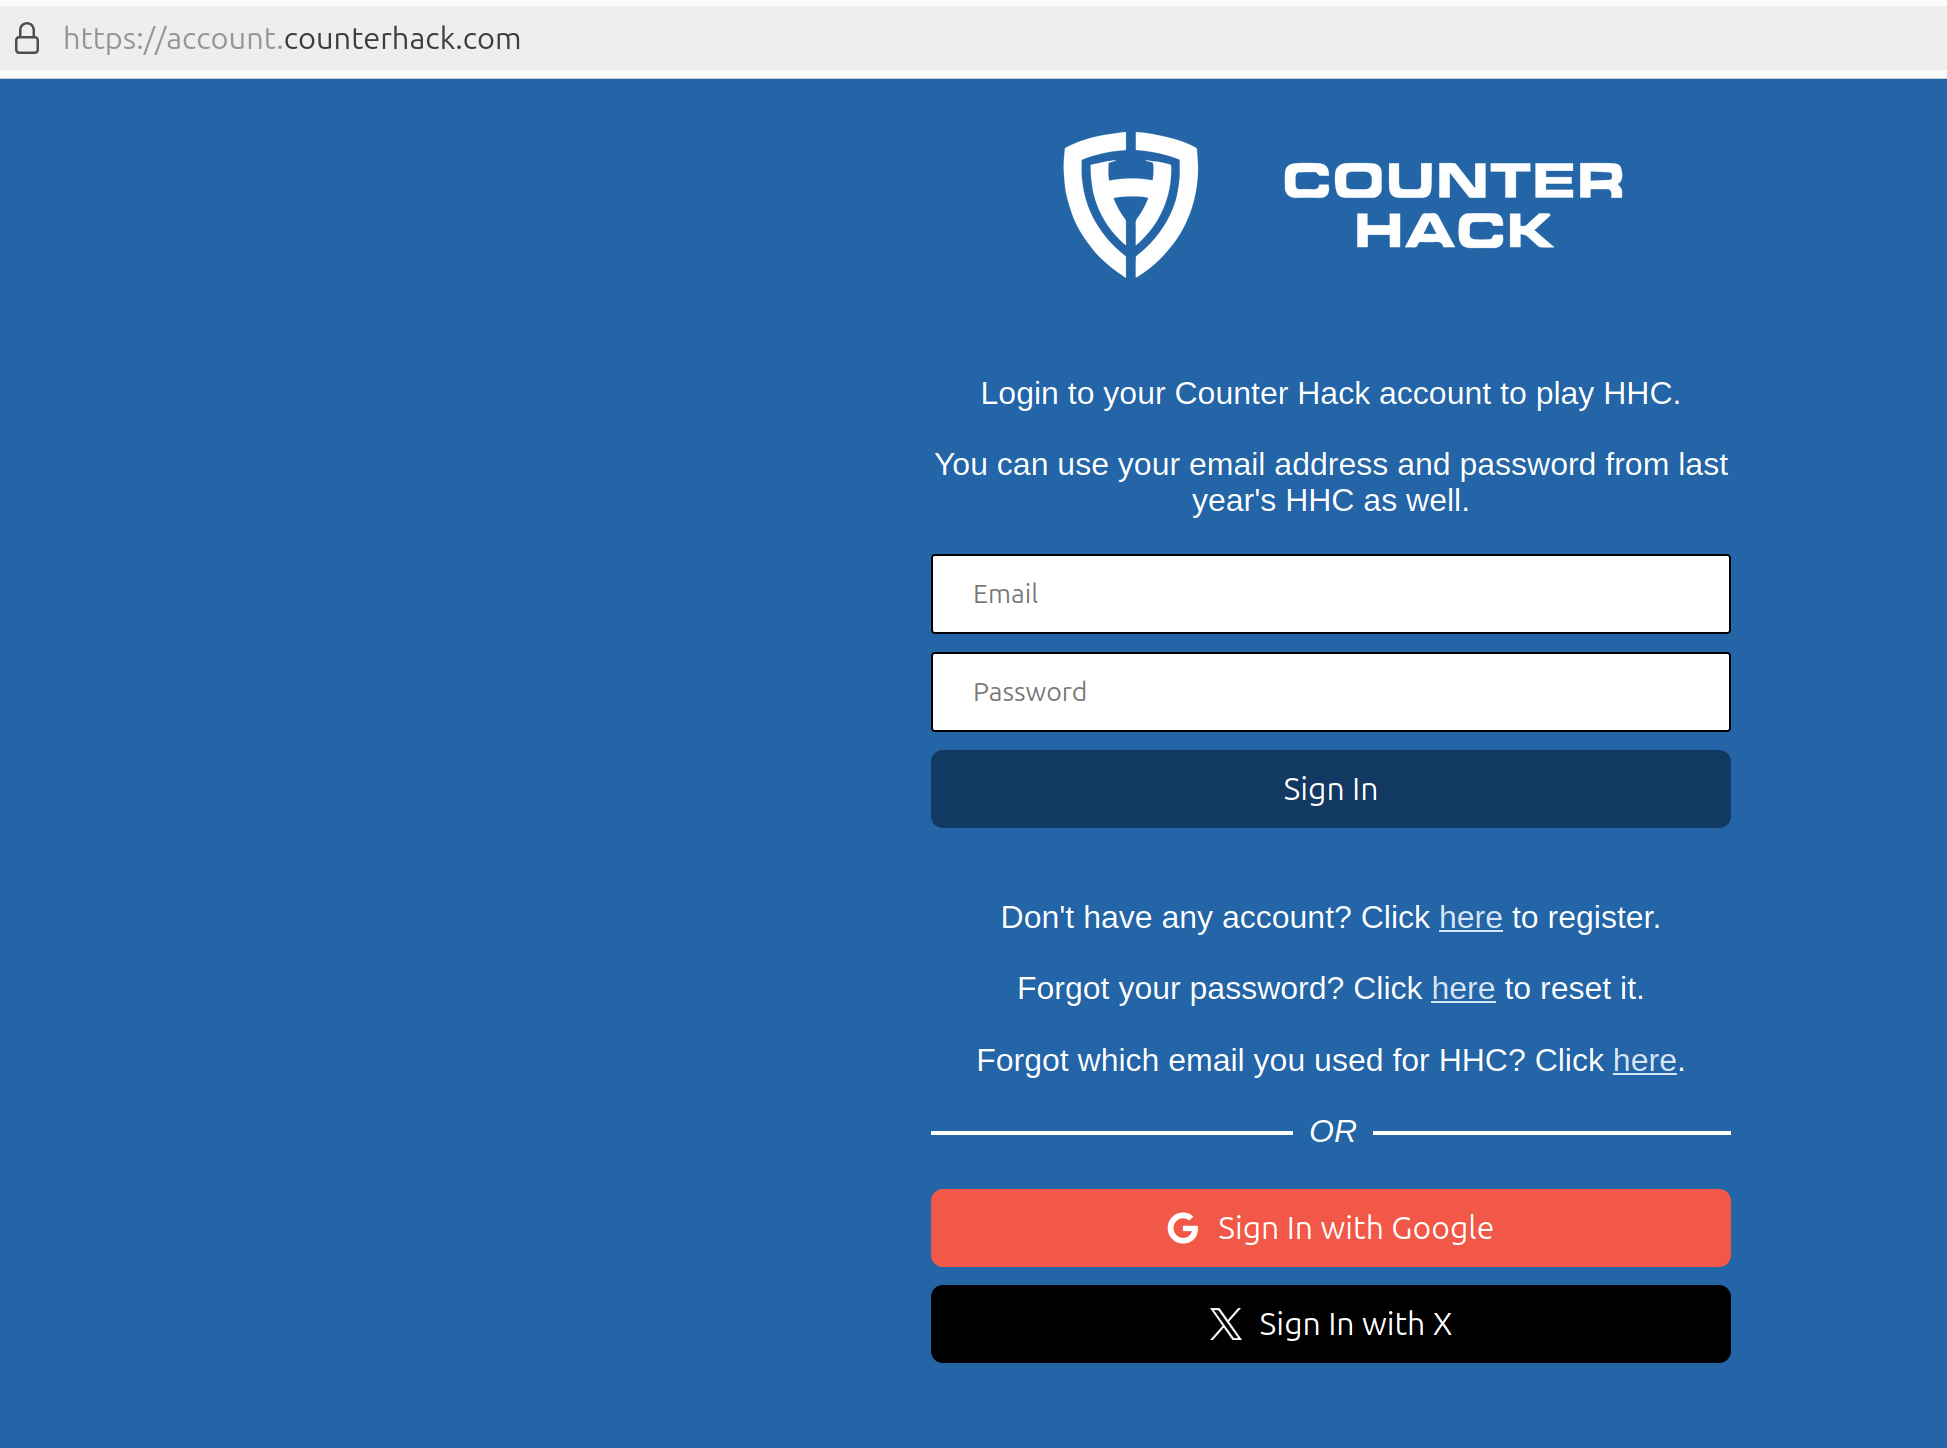 https://account.counterhack.com
COUNTER
HACK
Login to your Counter Hack account to play HHC.
You can use your email address and password from last
year's HHC as well.
Email
Password
Sign In
Don't have any account? Click here to register.
Forgot your password? Click here to reset it.
Forgot which email you used for HHC? Click here.
OR
Sign In with Google
Sign In with X